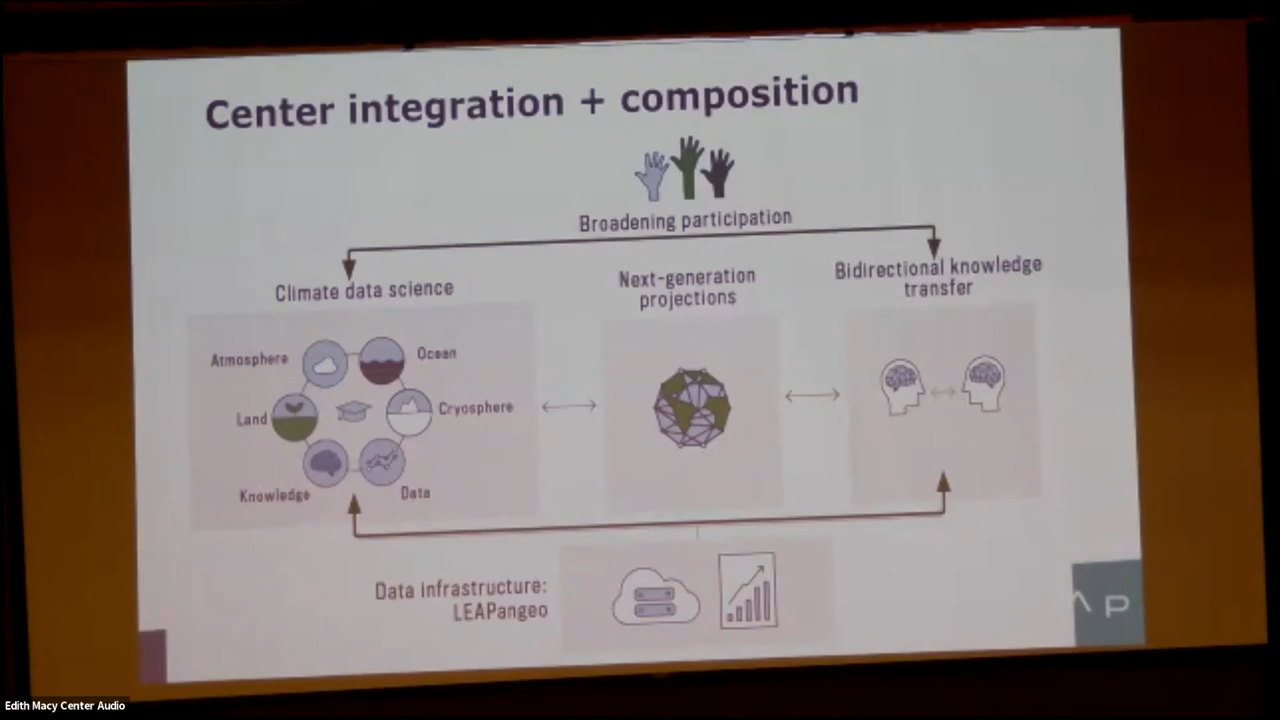 Center integration + composition
Broadening participation
Climate data science
Next-generation
projections
Bidirectional knowledge
transfer
Atmosphere
Ocean
Land
Cryosphere
Knowledge
Data
Data infrastructure:
LEAPangeo
AP
Edith Macy Center Audio